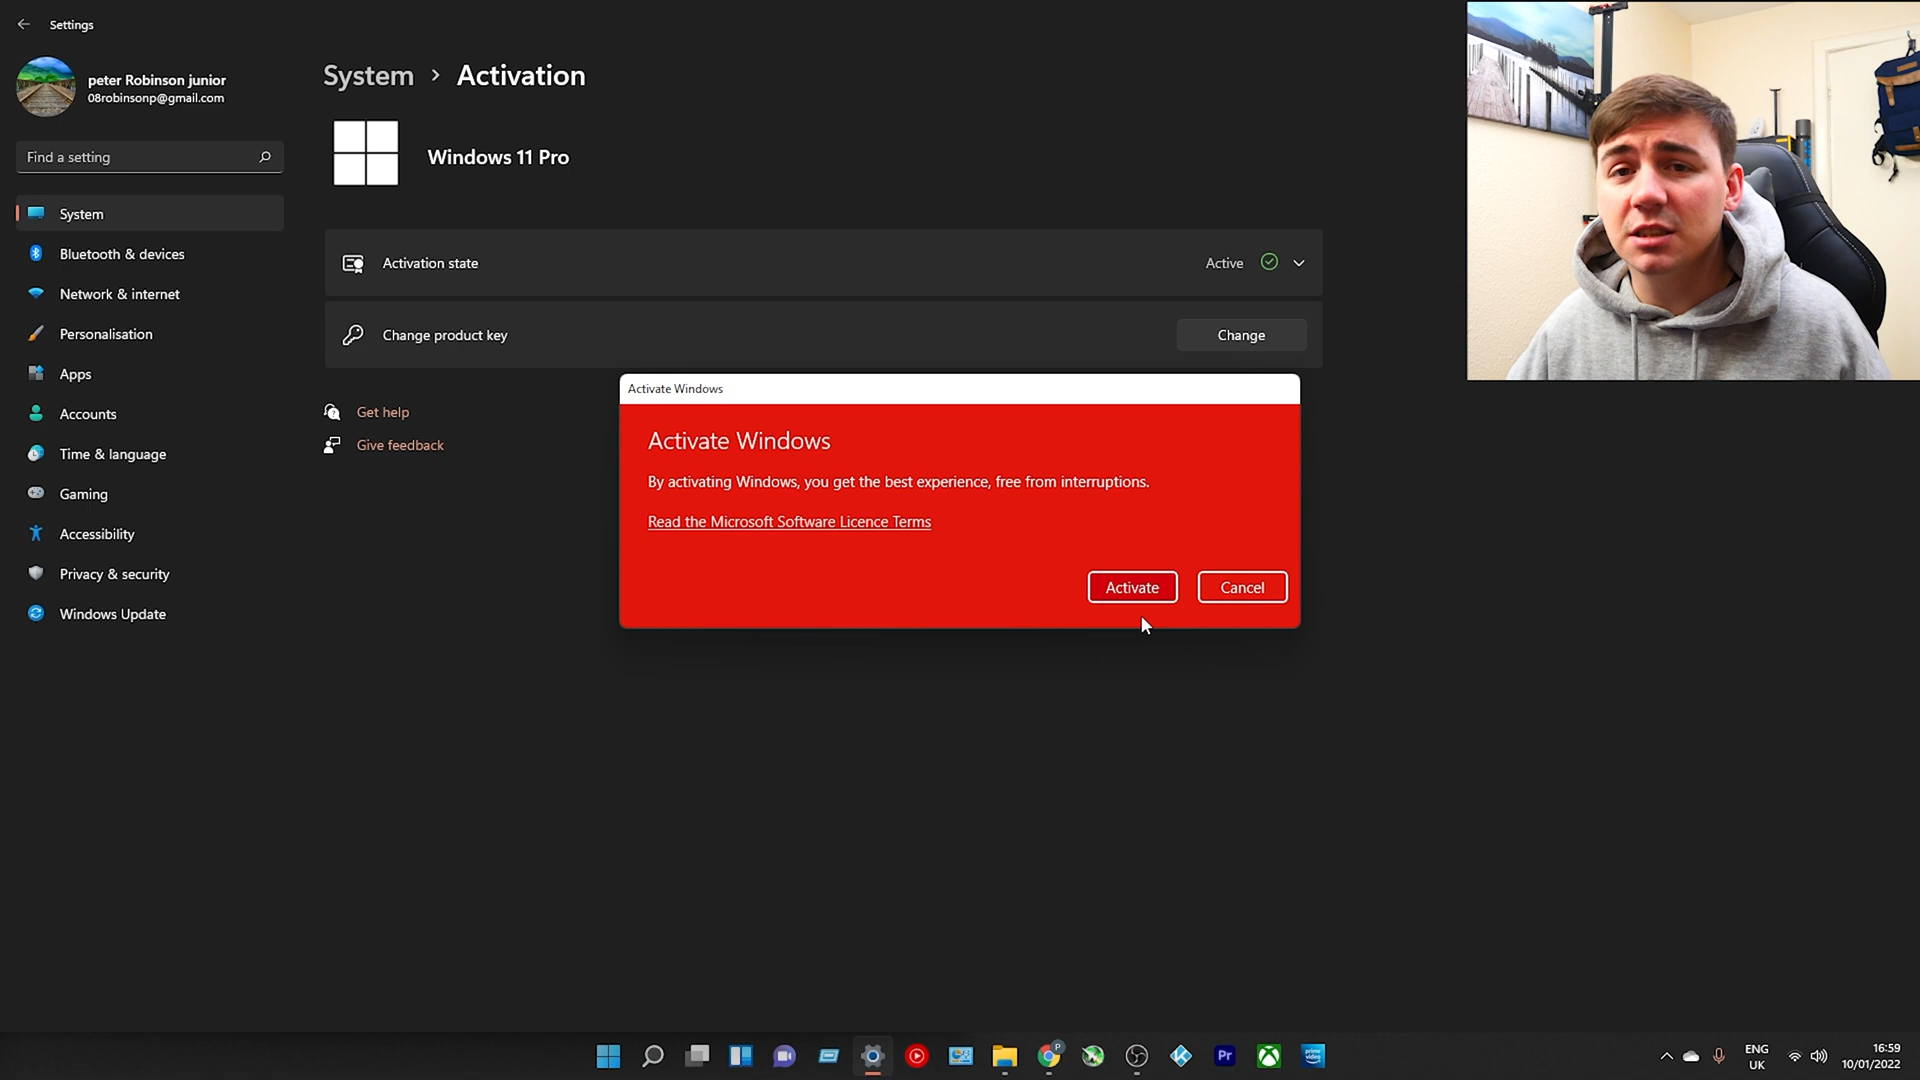 Settings
peter Robinson junior
08robinsonp@gmail.com
Find a setting
System
Bluetooth & devices
Network & internet
Personalisation
Apps
Accounts
Time & language
Gaming
Accessibility
Privacy & security
Windows Update
System > Activation
Windows 11 Pro
Activation state
Active
Change product key
Change
Get help
Give feedback
Activate Windows
Activate Windows
By activating Windows, you get the best experience, free from interruptions.
Read the Microsoft Software Licence Terms
Activate
Cancel
P
Pr
prime video
ENG
UK
16:59
10/01/2022